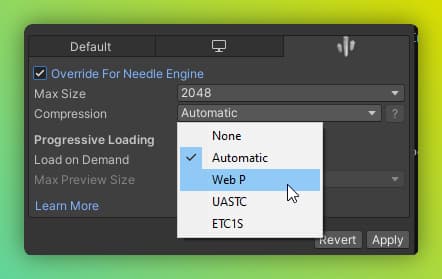 Default
Override For Needle Engine
Max Size 2048
Compression Automatic ?
None
Progressive Loading
Automatic
Load on Demand
Web P
Max Preview Size
UASTC
Learn More
ETC1S
Revert Apply